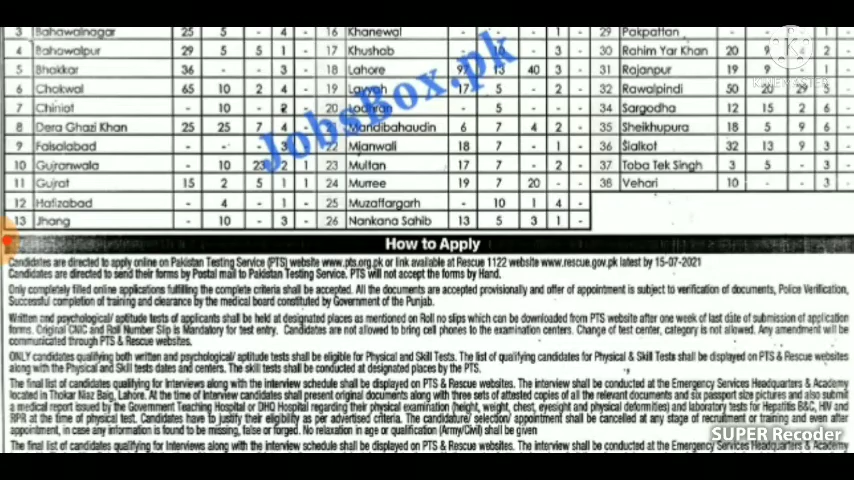 3 Bahawalnagar 25 5 - 4 - 16 Khanewal - - - 1 - 29 Pakpattan
4 Bahawalpur 29 5 5 1 - 17 Khushab - 10 - 3 - 30 Rahim Yar Khan 20 9 2
5 Bhakkar 36 - - 3 - 18 Lahore 97 13 40 3 - 31 Rajanpur 19 9 - 1
6 Chakwal 65 10 2 4 - 19 Layyah 17 5 - 2 - 32 Rawalpindi 50 20 29 5
7 Chiniot - 10 - 2 - 20 Lodhran - 5 - - - 34 Sargodha 12 15 2 6
8 Dera Ghazi Khan 25 25 7 4 - 21 Mandibahaudin 6 7 4 2 - 35 Sheikhupura 18 5 9 6
9 Faisalabad - - - 3 22 Mianwali 18 7 - 1 - 36 Sialkot 32 13 9 3
10 Gujranwala - 10 23 2 1 23 Multan 17 7 - 2 - 37 Toba Tek Singh 3 5 - 3
11 Gujrat 15 2 5 1 1 24 Murree 19 7 20 - - 38 Vehari 10 - - 3
12 Hafizabad - 4 - 1 - 25 Muzaffargarh - 10 1 4 -
13 Jhang - 10 - 3 - 26 Nankana Sahib 13 5 3 1 -
JobsBox.pk
KINEMASTER
How to Apply
Candidates are directed to apply online on Pakistan Testing Service (PTS) website www.pts.org.pk or link available at Rescue 1122 website www.rescue.gov.pk latest by 15-07-2021
Candidates are directed to send their forms by Postal mail to Pakistan Testing Service. PTS will not accept the forms by Hand.
Only completely filled online applications fulfilling the complete criteria shall be accepted. All the documents are accepted provisionally and offer of appointment is subject to verification of documents, Police Verification,
Successful completion of training and clearance by the medical board constituted by Government of the Punjab.
Written and psychological/ aptitude tests of applicants shall be held at designated places as mentioned on Roll no slips which can be downloaded from PTS website after one week of last date of submission of application
forms. Original CNIC and Roll Number Slip is Mandatory for test entry. Candidates are not allowed to bring cell phones to the examination centers. Change of test center, category is not allowed. Any amendment will be
communicated through PTS & Rescue websites.
ONLY candidates qualifying both written and psychological/ aptitude tests shall be eligible for Physical and Skill Tests. The list of qualifying candidates for Physical & Skill Tests shall be displayed on PTS & Rescue websites
along with the Physical and Skill tests dates and centers. The skill tests shall be conducted at designated places by the PTS.
The final list of candidates qualifying for Interviews along with the interview schedule shall be displayed on PTS & Rescue websites. The interview shall be conducted at the Emergency Services Headquarters & Academy
located in Thokar Niaz Baig, Lahore. At the time of interview candidates shall present original documents along with three sets of attested copies of all the relevant documents and six passport size pictures and also submit
a medical report issued by the Government Teaching Hospital or DHQ Hospital regarding their physical examination (height, weight, chest, eyesight and physical deformities) and laboratory tests for Hepatitis B&C, HIV and
RPR at the time of physical test. Candidates have to justify their eligibility as per advertised criteria. The candidature/ selection/ appointment shall be cancelled at any stage of recruitment or training and even after
appointment, in case any information is found to be missing, false or forged. No relaxation in age or qualification (Army/Civil) shall be given
SUPER Recorder
The final list of candidates qualifying for Interviews along with the interview schedule shall be displayed on PTS & Rescue websites. The interview shall be conducted at the Emergency Services Headquarters & Academy